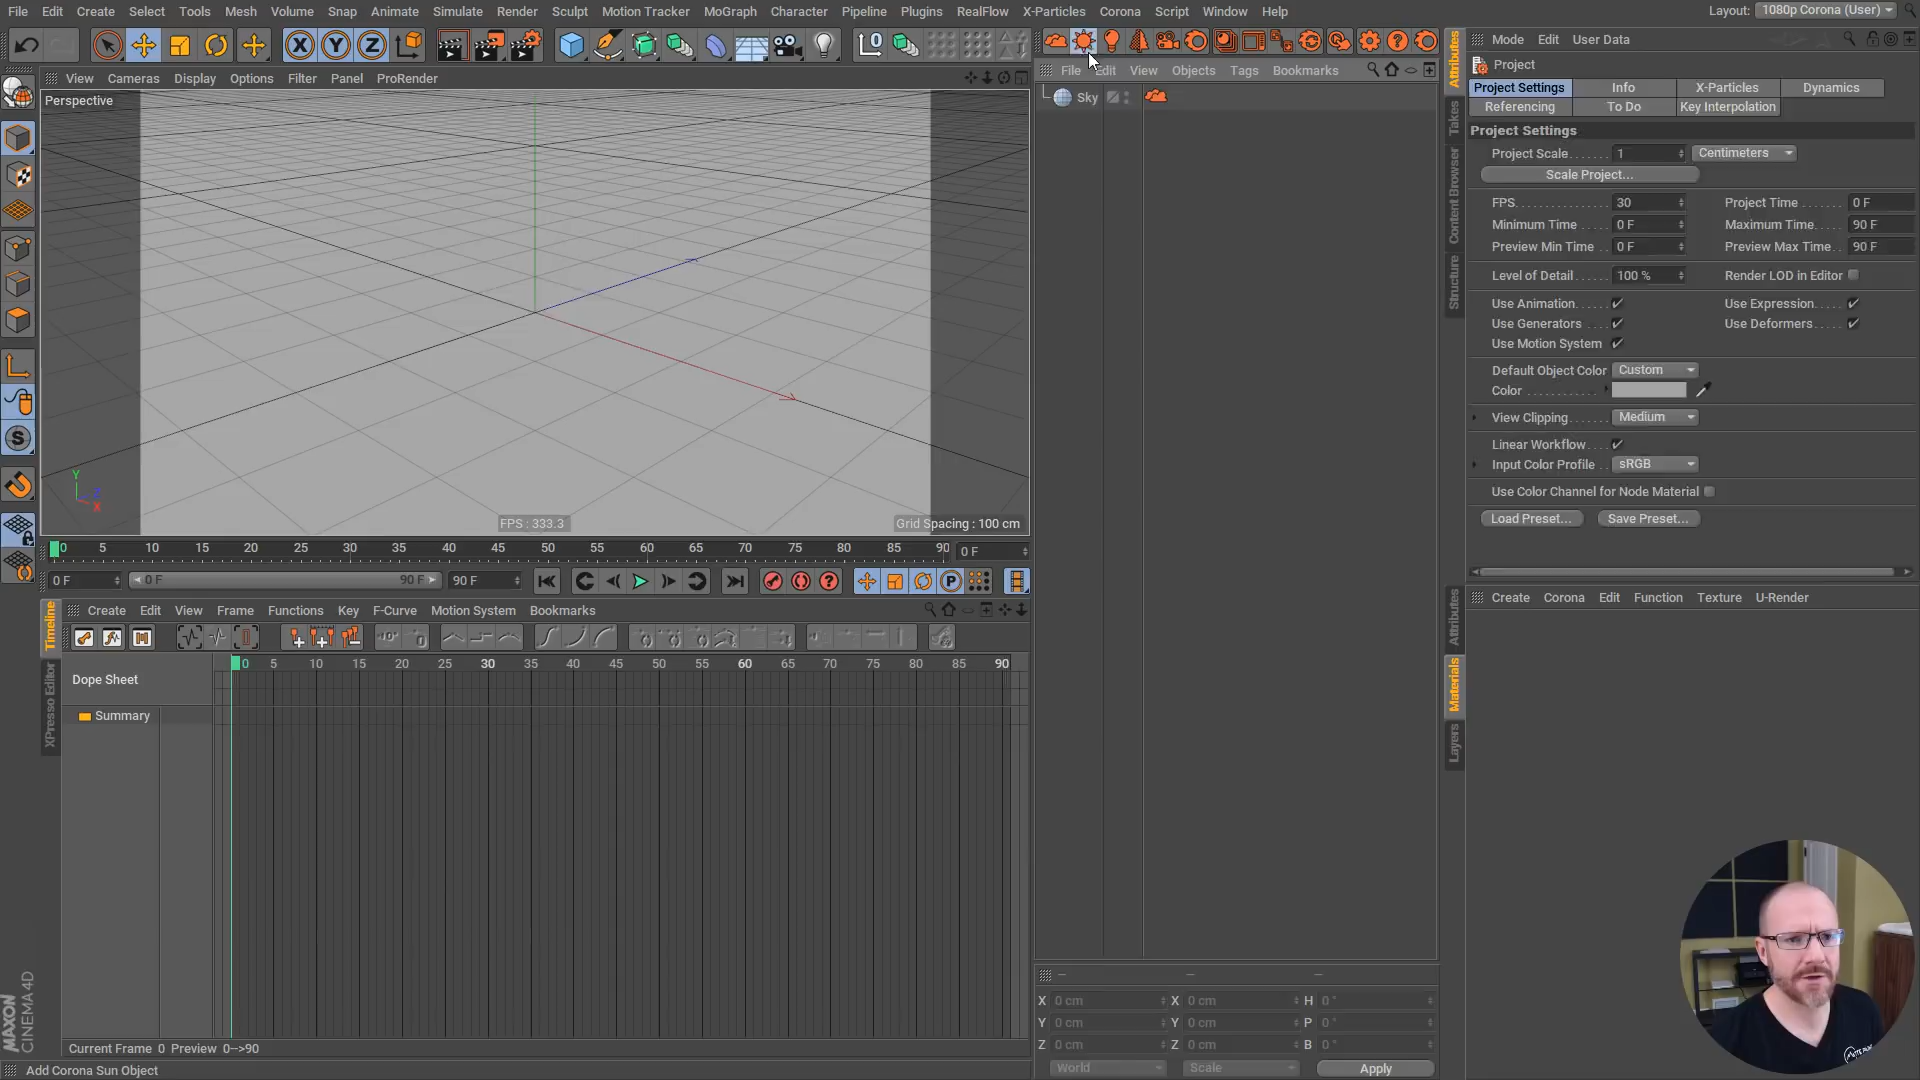 File Edit Create Select Tools Mesh Volume Snap Animate Simulate Render Sculpt Motion Tracker MoGraph Character Pipeline Plugins RealFlow X-Particles Corona Script Window Help
Layout: 1080p Corona (User)
X Y Z
Mode Edit User Data
Project
Project Settings Info X-Particles Dynamics
Referencing To Do Key Interpolation
Project Settings
Project Scale 1 Centimeters
Scale Project...
FPS 30 Project Time 0 F
Minimum Time 0 F Maximum Time 90 F
Preview Min Time 0 F Preview Max Time 90 F
Level of Detail 100 % Render LOD in Editor
Use Animation Use Expression
Use Generators Use Deformers
Use Motion System
Default Object Color Custom
Color
View Clipping Medium
Linear Workflow
Input Color Profile sRGB
Use Color Channel for Node Material
Load Preset... Save Preset...
File Edit View Objects Tags Bookmarks
Sky
Attributes
Takes
Content Browser
Structure
View Cameras Display Options Filter Panel ProRender
Perspective
Y
Z
X
FPS : 333.3
Grid Spacing : 100 cm
0 5 10 15 20 25 30 35 40 45 50 55 60 65 70 75 80 85 90 0 F
0 F 0 F 90 F 90 F
Create Edit View Frame Functions Key F-Curve Motion System Bookmarks
Timeline
XPresso Editor
0 5 10 15 20 25 30 35 40 45 50 55 60 65 70 75 80 85 90
Dope Sheet
Summary
Current Frame 0 Preview 0-->90
Add Corona Sun Object
MAXON
CINEMA 4D
Create Corona Edit Function Texture U-Render
Attributes
Materials
Layers
X 0 cm X 0 cm H 0 °
Y 0 cm Y 0 cm P 0 °
Z 0 cm Z 0 cm B 0 °
World Scale Apply